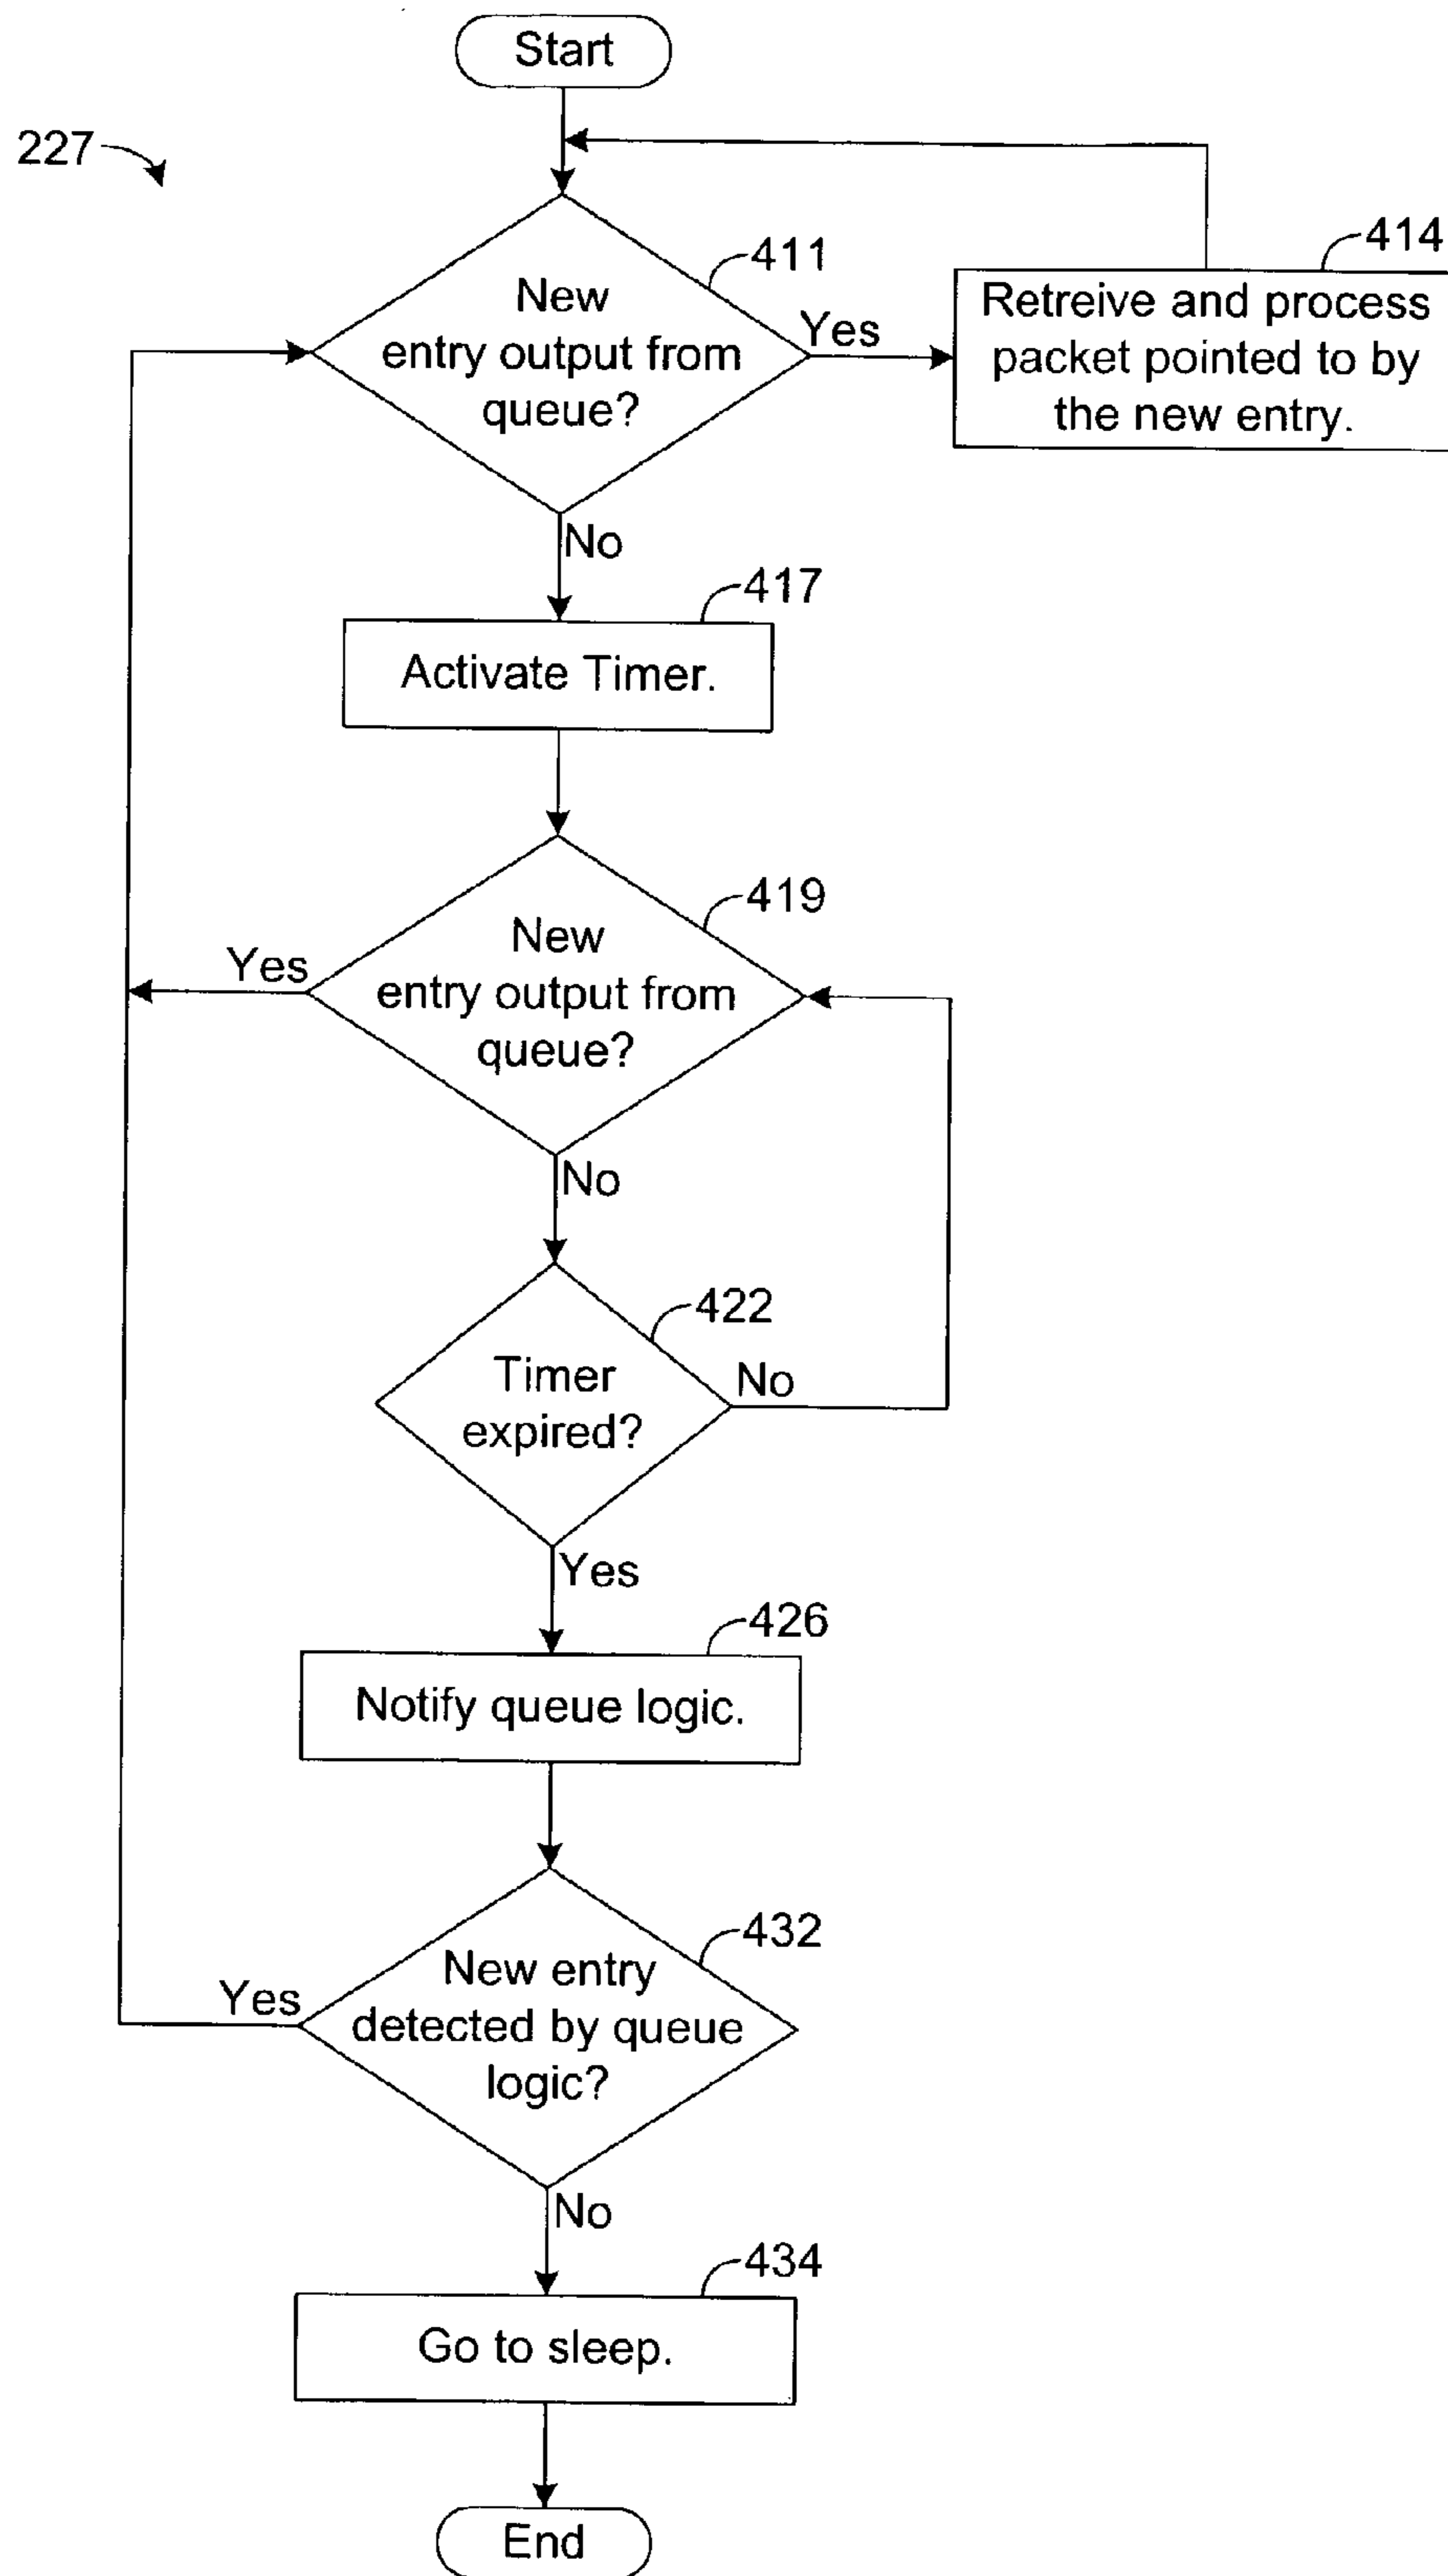 Start
227
411
New
entry output from
queue?
Yes
414
Retreive and process
packet pointed to by
the new entry.
No
417
Activate Timer.
419
New
entry output from
queue?
Yes
No
422
Timer
expired?
No
Yes
426
Notify queue logic.
432
New entry
detected by queue
logic?
Yes
No
434
Go to sleep.
End